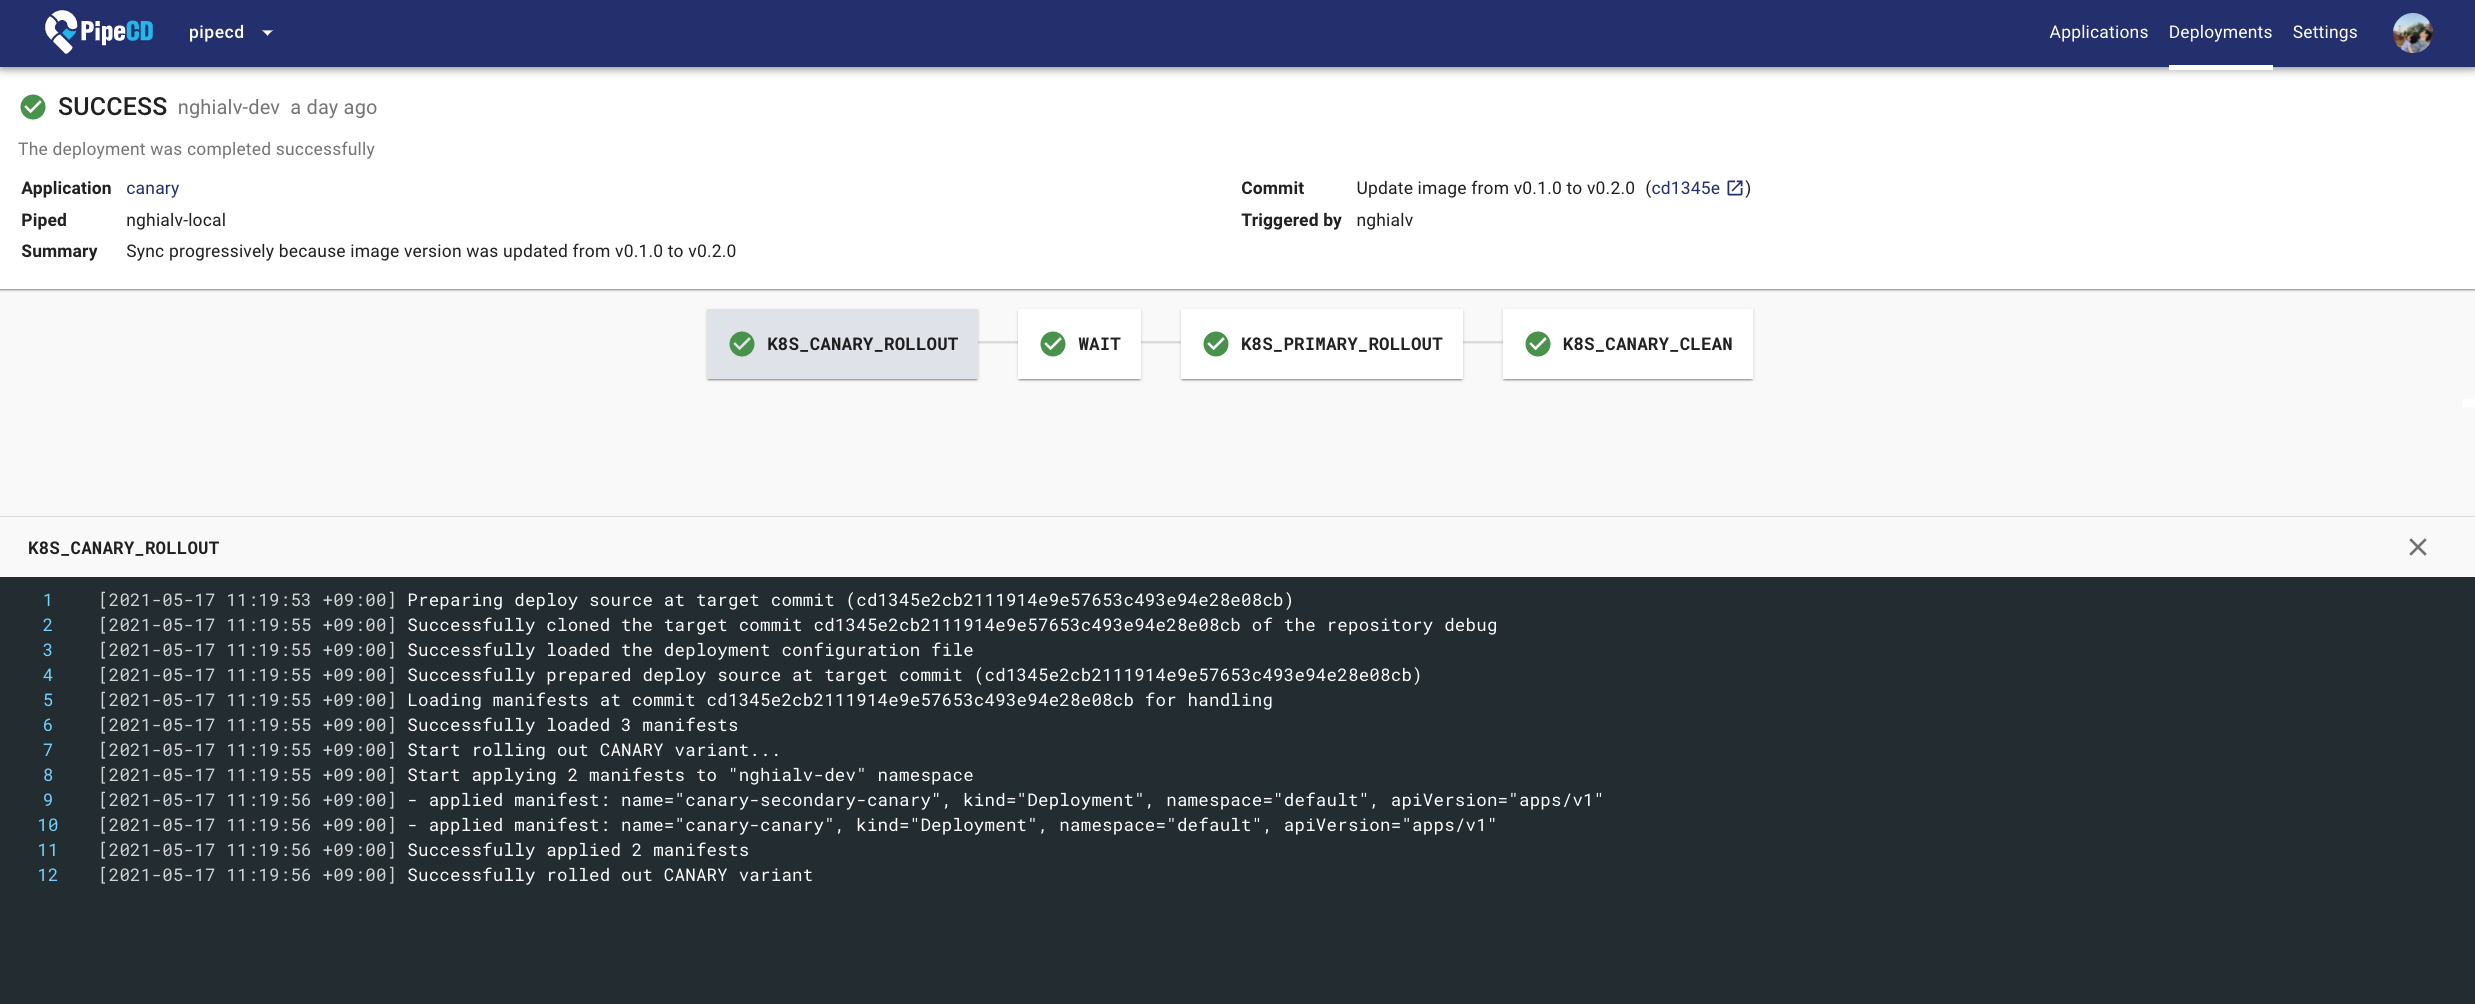 PipeCD pipecd Applications Deployments Settings
SUCCESS nghialv-dev a day ago
The deployment was completed successfully
Application canary
Piped nghialv-local
Summary Sync progressively because image version was updated from v0.1.0 to v0.2.0
Commit Update image from v0.1.0 to v0.2.0 (cd1345e)
Triggered by nghialv
K8S_CANARY_ROLLOUT WAIT K8S_PRIMARY_ROLLOUT K8S_CANARY_CLEAN
K8S_CANARY_ROLLOUT
1 [2021-05-17 11:19:53 +09:00] Preparing deploy source at target commit (cd1345e2cb2111914e9e57653c493e94e28e08cb)
2 [2021-05-17 11:19:55 +09:00] Successfully cloned the target commit cd1345e2cb2111914e9e57653c493e94e28e08cb of the repository debug
3 [2021-05-17 11:19:55 +09:00] Successfully loaded the deployment configuration file
4 [2021-05-17 11:19:55 +09:00] Successfully prepared deploy source at target commit (cd1345e2cb2111914e9e57653c493e94e28e08cb)
5 [2021-05-17 11:19:55 +09:00] Loading manifests at commit cd1345e2cb2111914e9e57653c493e94e28e08cb for handling
6 [2021-05-17 11:19:55 +09:00] Successfully loaded 3 manifests
7 [2021-05-17 11:19:55 +09:00] Start rolling out CANARY variant...
8 [2021-05-17 11:19:55 +09:00] Start applying 2 manifests to "nghialv-dev" namespace
9 [2021-05-17 11:19:56 +09:00] - applied manifest: name="canary-secondary-canary", kind="Deployment", namespace="default", apiVersion="apps/v1"
10 [2021-05-17 11:19:56 +09:00] - applied manifest: name="canary-canary", kind="Deployment", namespace="default", apiVersion="apps/v1"
11 [2021-05-17 11:19:56 +09:00] Successfully applied 2 manifests
12 [2021-05-17 11:19:56 +09:00] Successfully rolled out CANARY variant